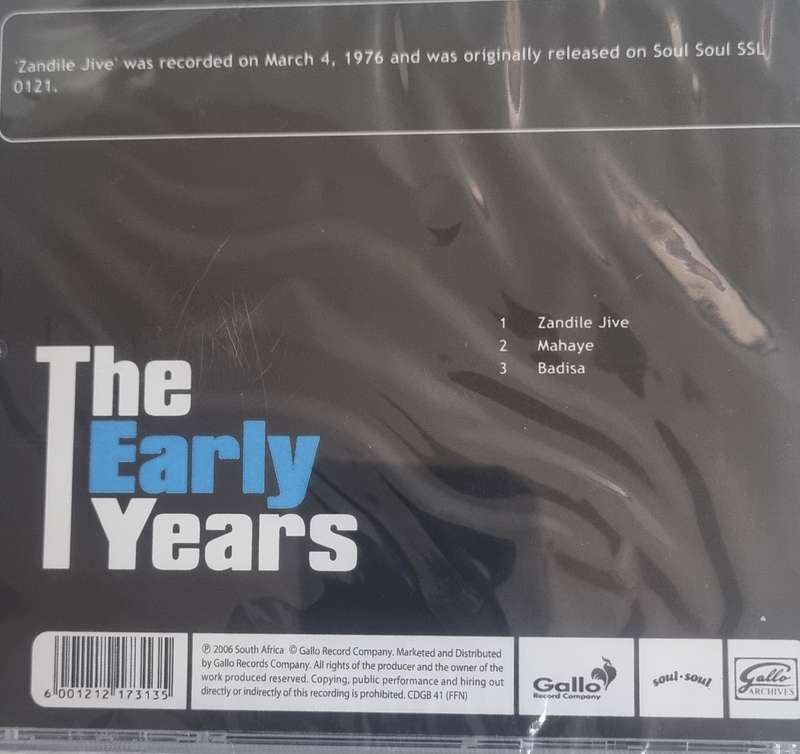 'Zandile Jive' was recorded on March 4, 1976 and was originally released on Soul Soul SSL
0121.
1 Zandile Jive
2 Mahaye
3 Badisa
The
Early
Years
6 001212 173135
℗ 2006 South Africa © Gallo Record Company. Marketed and Distributed
by Gallo Records Company. All rights of the producer and the owner of the
work produced reserved. Copying, public performance and hiring out
directly or indirectly of this recording is prohibited. CDGB 41 (FFN)
Gallo
Record Company
soul·soul
Gallo
ARCHIVES